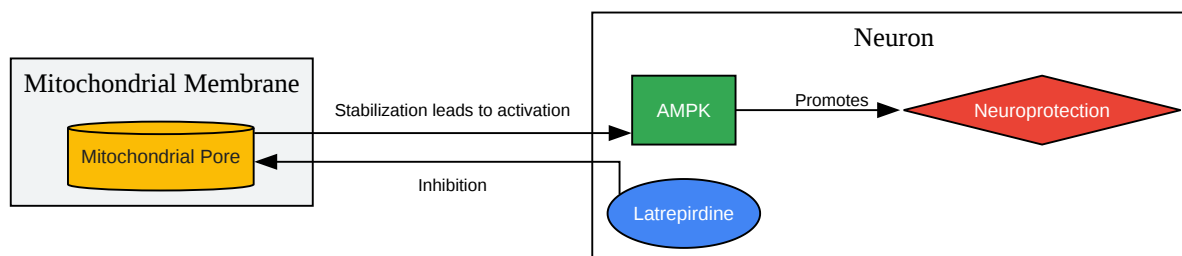 Neuron
Mitochondrial Membrane
Stabilization leads to activation
AMPK
Promotes
Neuroprotection
Mitochondrial Pore
Inhibition
Latrepirdine